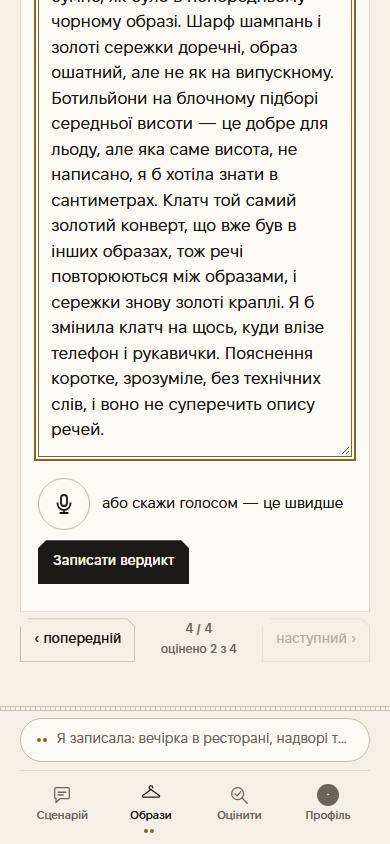 чорному образі. Шарф шампань і
золоті сережки доречні, образ
ошатний, але не як на випускному.
Ботильйони на блочному підборі
середньої висоти — це добре для
льоду, але яка саме висота, не
написано, я б хотіла знати в
сантиметрах. Клатч той самий
золотий конверт, що вже був в
інших образах, тож речі
повторюються між образами, і
сережки знову золоті краплі. Я б
змінила клатч на щось, куди влізе
телефон і рукавички. Пояснення
коротке, зрозуміле, без технічних
слів, і воно не суперечить опису
речей.
або скажи голосом — це швидше
Записати вердикт
‹ попередній
4 / 4
оцінено 2 з 4
наступний ›
Я записала: вечірка в ресторані, надворі т...
Сценарій
Образи
Оцінити
Профіль